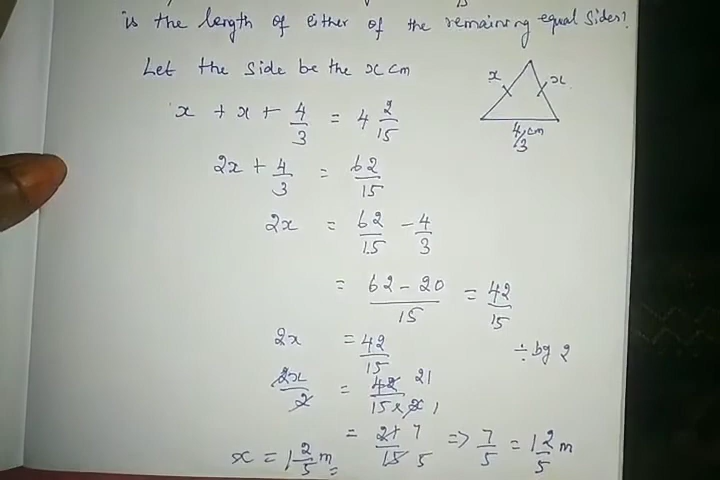 is the length of either of the remaining equal sides?
Let the side be the x cm
x x
4/3 cm
x + x + 4/3 = 4 2/15
2x + 4/3 = 62/15
2x = 62/15 - 4/3
= 62 - 20/15 = 42/15
2x = 42/15 ÷ by 2
2x/2 = 42 21/15 x 2 1
= 21 7/15 5 => 7/5 = 1 2/5 m
x = 1 2/5 m